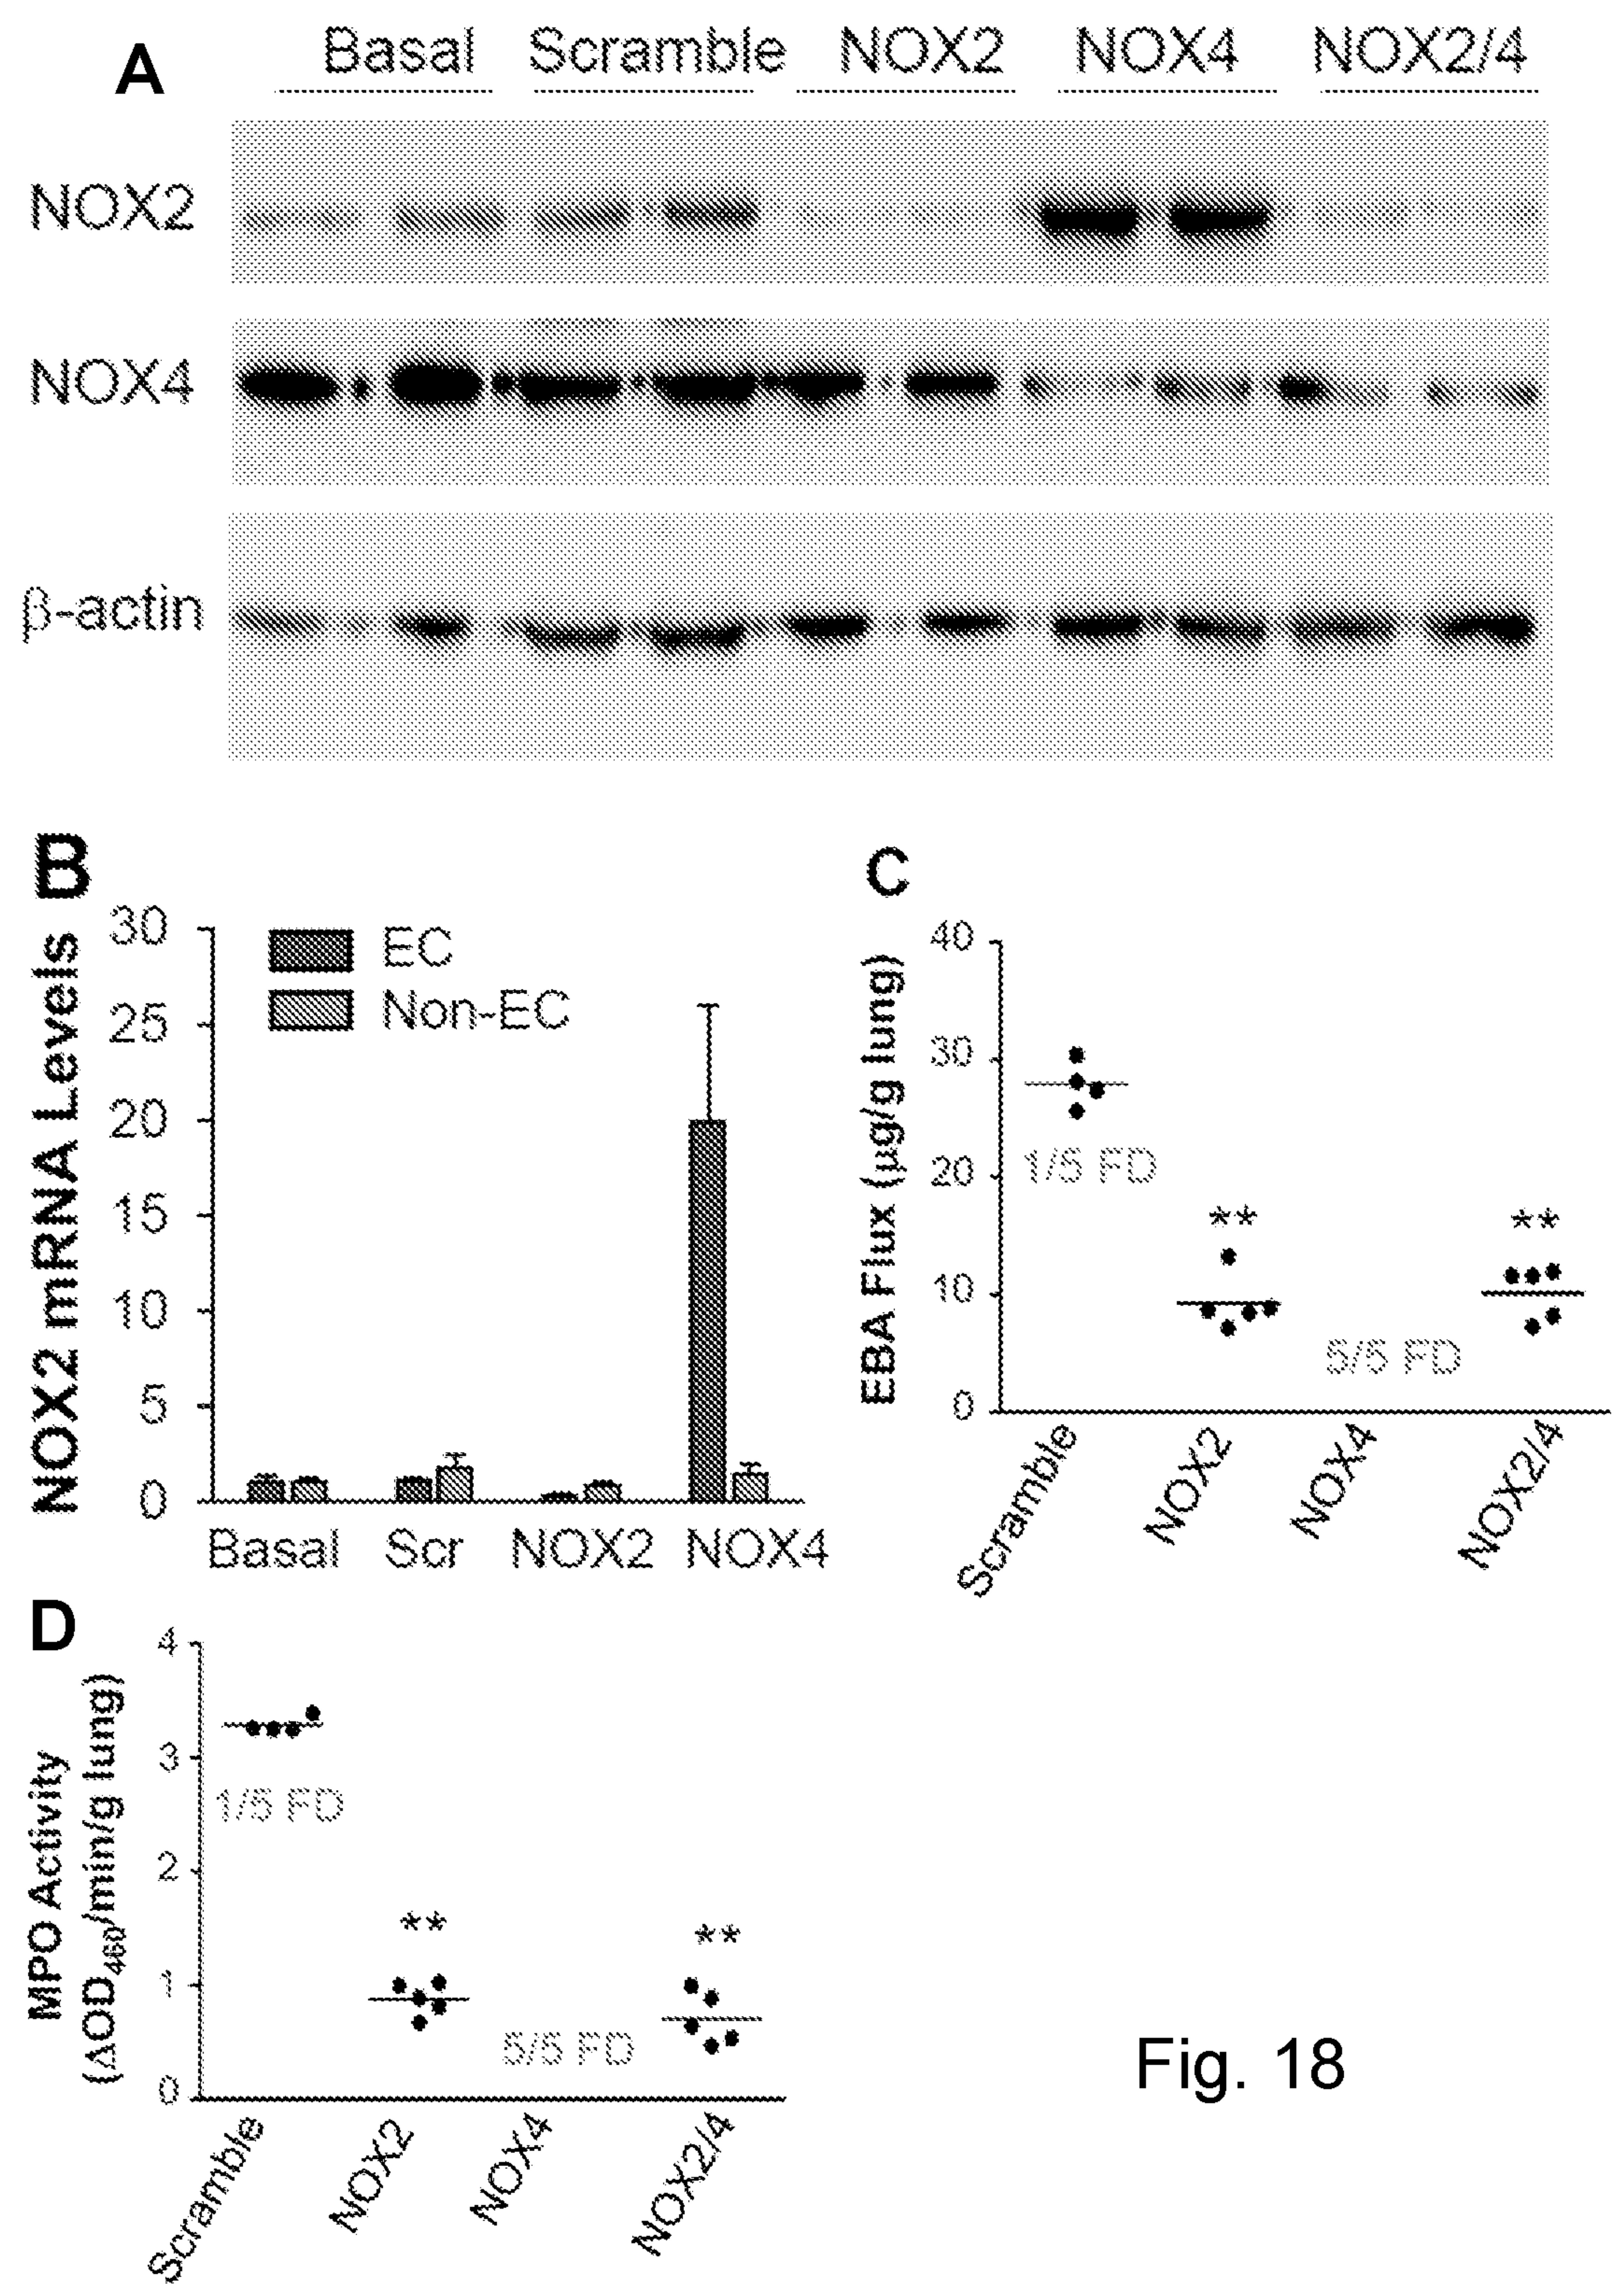 A
Basal Scramble NOX2 NOX4 NOX2/4
NOX2
NOX4
β-actin
B
NOX2 mRNA Levels
30
25
20
15
10
5
0
EC
Non-EC
Basal Scr NOX2 NOX4
C
EBA Flux (μg/g lung)
40
30
20
10
0
1/5 FD
**
5/5 FD
**
Scramble NOX2 NOX4 NOX2/4
D
MPO Activity
(ΔOD460/min/g lung)
4
3
2
1
0
1/5 FD
**
5/5 FD
**
Scramble NOX2 NOX4 NOX2/4
Fig. 18